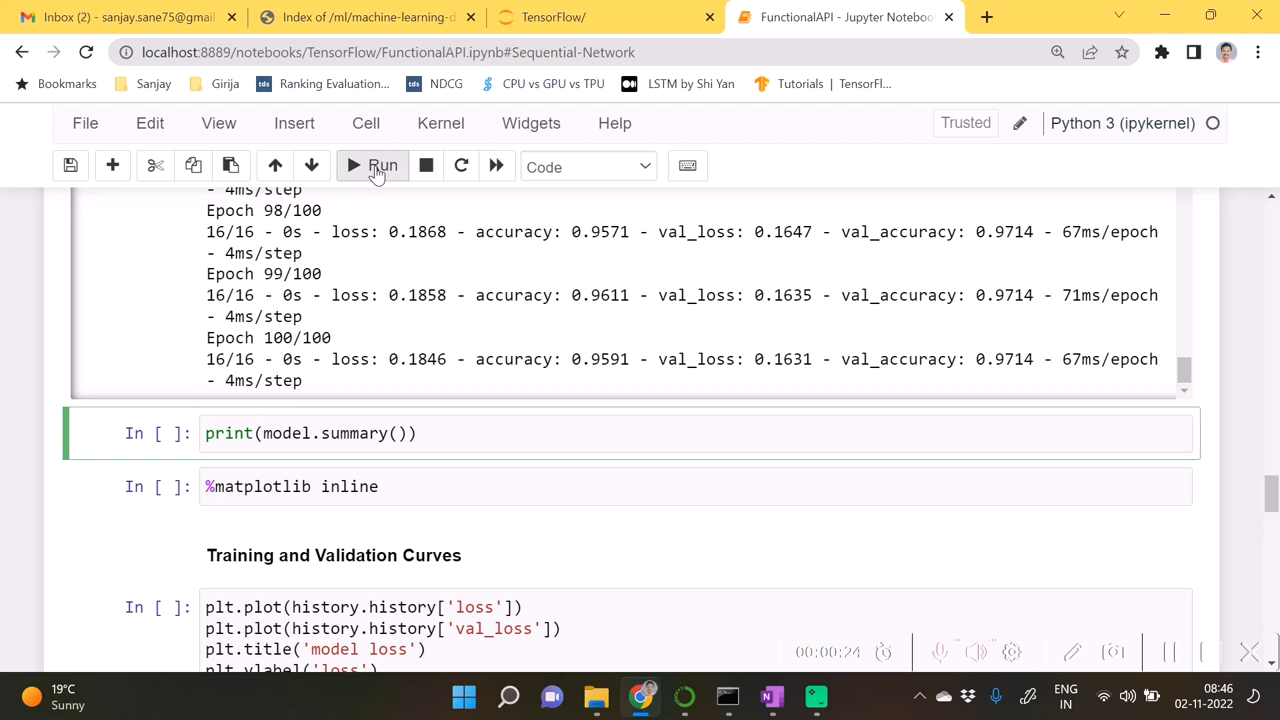 Inbox (2) - sanjay.sane75@gmail.
Index of /ml/machine-learning-d
TensorFlow/
FunctionalAPI - Jupyter Notebook
localhost:8889/notebooks/TensorFlow/FunctionalAPI.ipynb#Sequential-Network
Bookmarks Sanjay Girija tds Ranking Evaluation... tds NDCG CPU vs GPU vs TPU LSTM by Shi Yan Tutorials | TensorFl...
File Edit View Insert Cell Kernel Widgets Help Trusted Python 3 (ipykernel)
Run Code
- 4ms/step
Epoch 98/100
16/16 - 0s - loss: 0.1868 - accuracy: 0.9571 - val_loss: 0.1647 - val_accuracy: 0.9714 - 67ms/epoch
- 4ms/step
Epoch 99/100
16/16 - 0s - loss: 0.1858 - accuracy: 0.9611 - val_loss: 0.1635 - val_accuracy: 0.9714 - 71ms/epoch
- 4ms/step
Epoch 100/100
16/16 - 0s - loss: 0.1846 - accuracy: 0.9591 - val_loss: 0.1631 - val_accuracy: 0.9714 - 67ms/epoch
- 4ms/step
In [ ]: print(model.summary())
In [ ]: %matplotlib inline
Training and Validation Curves
In [ ]: plt.plot(history.history['loss'])
plt.plot(history.history['val_loss'])
plt.title('model loss')
plt.ylabel('loss')
00:00:24
19°C
Sunny
ENG
IN
08:46
02-11-2022